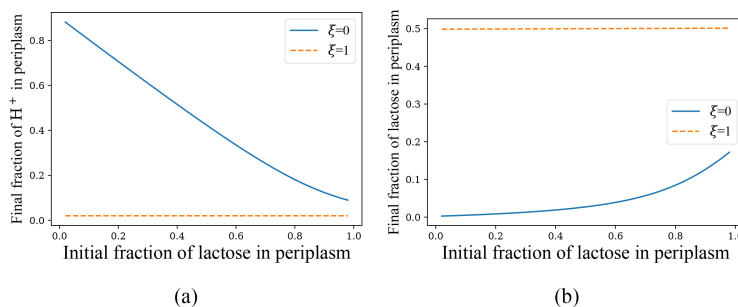 Final fraction of H+ in periplasm
0.8
0.6
0.4
0.2
0.0
ξ=0
ξ=1
0.0 0.2 0.4 0.6 0.8 1.0
Initial fraction of lactose in periplasm
(a)
Final fraction of lactose in periplasm
0.5
0.4
0.3
0.2
0.1
0.0
ξ=0
ξ=1
0.0 0.2 0.4 0.6 0.8 1.0
Initial fraction of lactose in periplasm
(b)